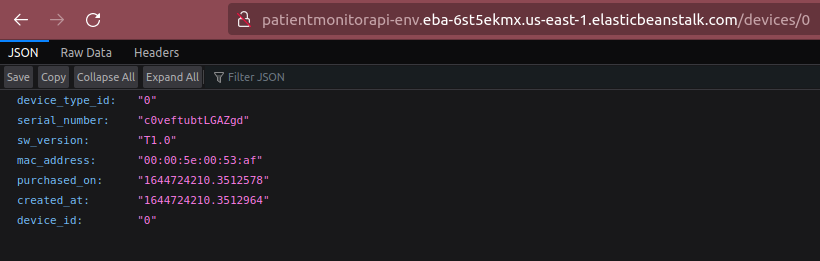 patientmonitorapi-env.eba-6st5ekmx.us-east-1.elasticbeanstalk.com/devices/0
JSON Raw Data Headers
Save Copy Collapse All Expand All Filter JSON
device_type_id: "0"
serial_number: "c0veftubtLGAZgd"
sw_version: "T1.0"
mac_address: "00:00:5e:00:53:af"
purchased_on: "1644724210.3512578"
created_at: "1644724210.3512964"
device_id: "0"